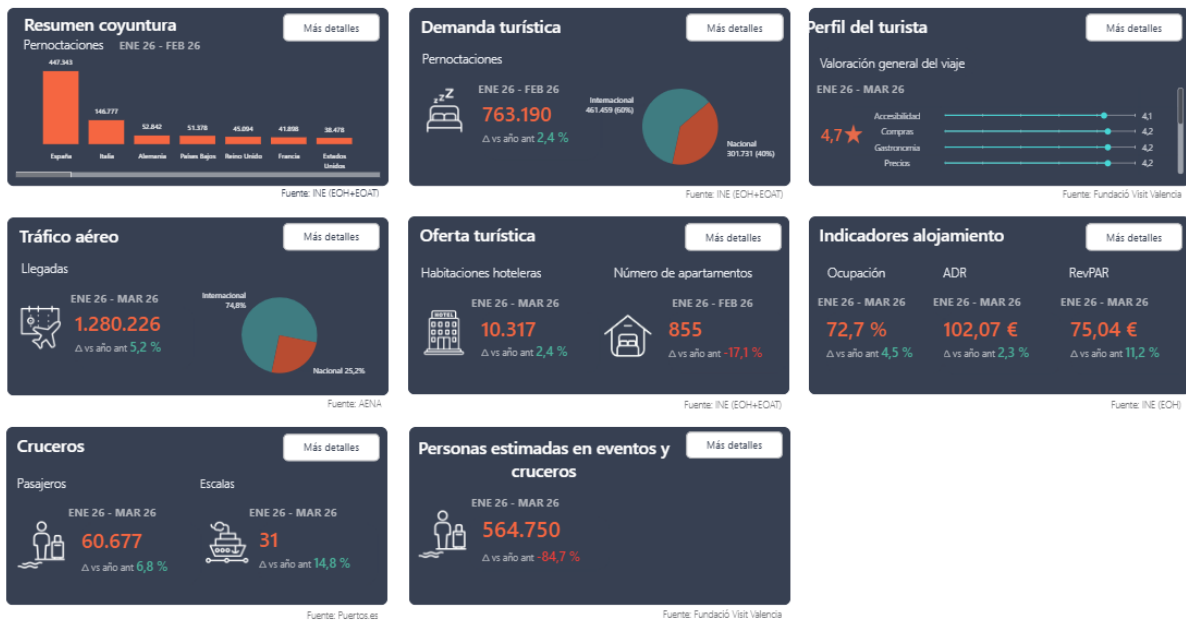 Resumen coyuntura
Más detalles
Pernoctaciones ENE 26 - FEB 26
447.343
146.777
52.842
51.378
45.094
41.898
38.478
España
Italia
Alemania
Países Bajos
Reino Unido
Francia
Estados
Unidos
Fuente: INE (EOH+EOAT)
Demanda turística
Más detalles
Pernoctaciones
zzZ
ENE 26 - FEB 26
763.190
Δ vs año ant 2,4 %
Internacional
461.459 (60%)
Nacional
301.731 (40%)
Fuente: INE (EOH+EOAT)
Perfil del turista
Más detalles
Valoración general del viaje
ENE 26 - MAR 26
4,7
Accesibilidad 4,1
Compras 4,2
Gastronomía 4,2
Precios 4,2
Fuente: Fundació Visit Valencia
Tráfico aéreo
Más detalles
Llegadas
ENE 26 - MAR 26
1.280.226
Δ vs año ant 5,2 %
Internacional
74,8%
Nacional 25,2%
Fuente: AENA
Oferta turística
Más detalles
Habitaciones hoteleras
HOTEL
ENE 26 - MAR 26
10.317
Δ vs año ant 2,4 %
Número de apartamentos
ENE 26 - FEB 26
855
Δ vs año ant -17,1 %
Fuente: INE (EOH+EOAT)
Indicadores alojamiento
Más detalles
Ocupación
ENE 26 - MAR 26
72,7 %
Δ vs año ant 4,5 %
ADR
ENE 26 - MAR 26
102,07 €
Δ vs año ant 2,3 %
RevPAR
ENE 26 - MAR 26
75,04 €
Δ vs año ant 11,2 %
Fuente: INE (EOH)
Cruceros
Más detalles
Pasajeros
ENE 26 - MAR 26
60.677
Δ vs año ant 6,8 %
Escalas
ENE 26 - MAR 26
31
Δ vs año ant 14,8 %
Fuente: Puertos.es
Personas estimadas en eventos y
cruceros
Más detalles
ENE 26 - MAR 26
564.750
Δ vs año ant -84,7 %
Fuente: Fundació Visit Valencia